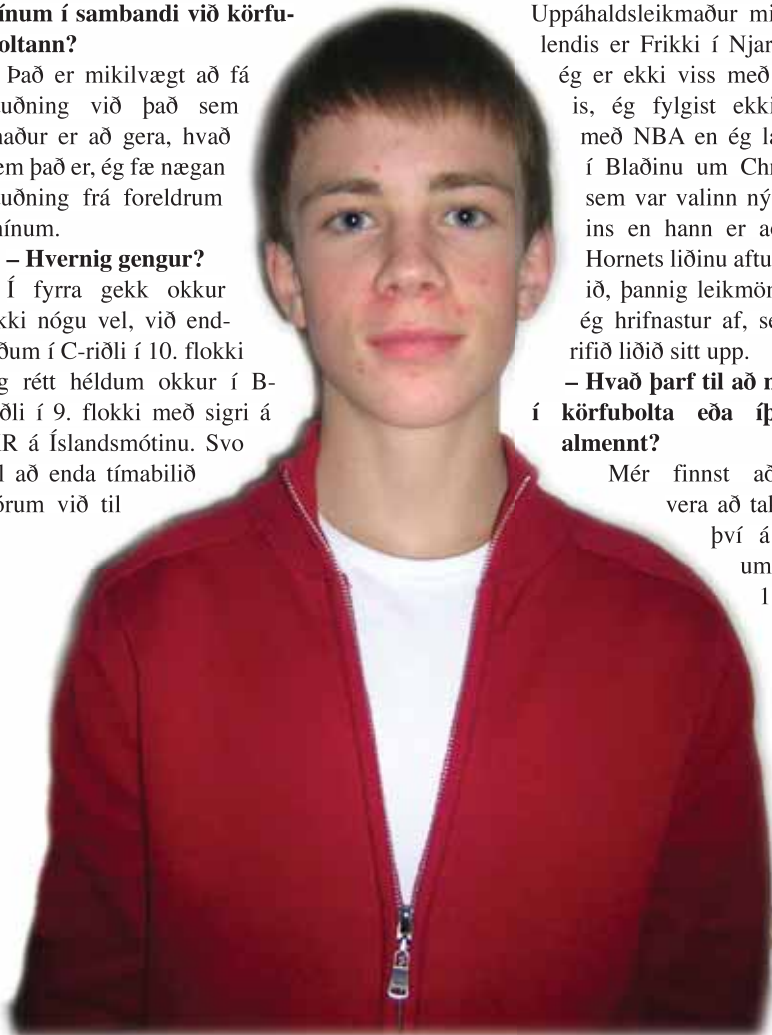 ínum í sambandi við körfu-
oltann?
Það er mikilvægt að fá
uðning við það sem
naður er að gera, hvað
em það er, ég fæ nægan
uðning frá foreldrum
nínum.
– Hvernig gengur?
Í fyrra gekk okkur
kki nógu vel, við end-
ðum í C-riðli í 10. flokki
g rétt héldum okkur í B-
ðli í 9. flokki með sigri á
R á Íslandsmótinu. Svo
l að enda tímabilið
órum við til
Uppáhaldsleikmaður mi
lendis er Frikki í Njar
ég er ekki viss með
is, ég fylgist ekki
með NBA en ég la
í Blaðinu um Chr
sem var valinn ný
ins en hann er a
Hornets liðinu aftu
ið, þannig leikmön
ég hrifnastur af, se
rifið liðið sitt upp.
– Hvað þarf til að n
í körfubolta eða íþ
almennt?
Mér finnst að
vera að tal
því á
um
1